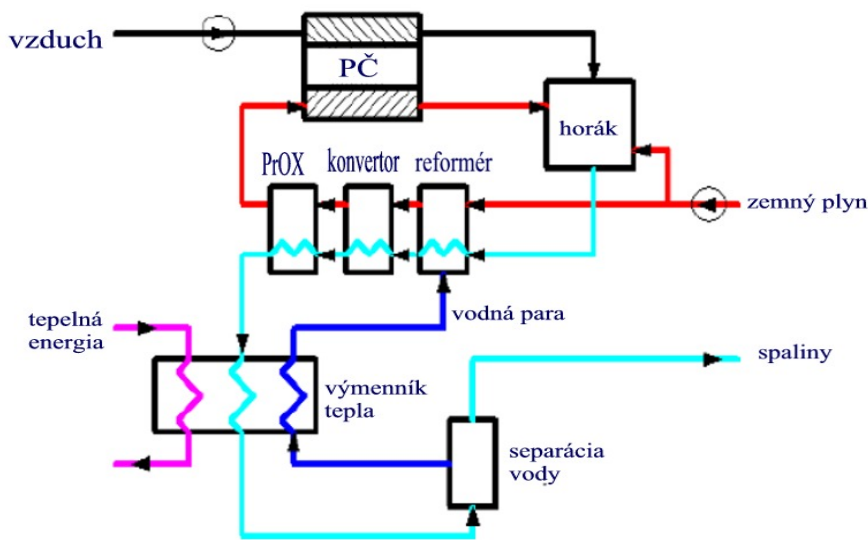 vzduch
PČ
horák
PrOX
konvertor
reformér
zemný plyn
vodná para
tepelná
energia
výmenník
tepla
spaliny
separácia
vody